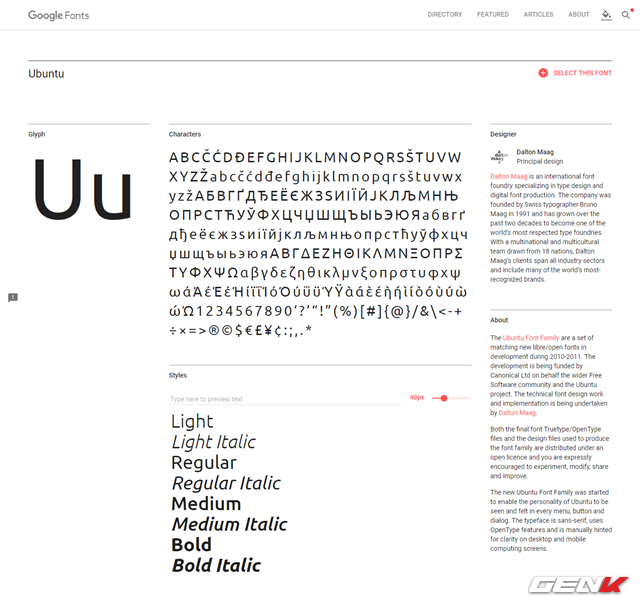 Google Fonts
DIRECTORY FEATURED ARTICLES ABOUT
Ubuntu
SELECT THIS FONT
Glyph
Uu
Characters
ABCČĆDĐEFGHIJKLMNOPQRSŠTUVW
XYZŽabcčćdđefghijklmnopqrsštuvwx
yzžАБВГҐДЂЕЁЄЖЗЅИІЇЙЈКЛЉМНЊ
ОПРСТЋУЎФХЦЧЏШЩЪЫЬЭЮЯабвгґ
дђеёєжзѕиіїйјклљмнњопрстћуўфхцч
џшщъыьэюяΑΒΓΔΕΖΗΘΙΚΛΜΝΞΟΠΡΣ
ΤΥΦΧΨΩαβγδεζηθικλμνξοπρστυφχψ
ωάΆέΈέΉίϊΐΊόΌύΰϋΎΫὰάὲέὴήὶίὸόὺύὼ
ώΏ1234567890‘?’“!”(%)[#]{@}/&\<-+
÷×=>®©$€£¥¢:;,.*
Styles
Type here to preview text
40px
Light
Light Italic
Regular
Regular Italic
Medium
Medium Italic
Bold
Bold Italic
Designer
Dalton Maag
Principal design
Dalton Maag is an international font
foundry specializing in type design and
digital font production. The company was
founded by Swiss typographer Bruno
Maag in 1991 and has grown over the
past two decades to become one of the
world's most respected type foundries.
With a multinational and multicultural
team drawn from 18 nations, Dalton
Maag's clients span all industry sectors
and include many of the world's most-
recognized brands.
About
The Ubuntu Font Family are a set of
matching new libre/open fonts in
development during 2010-2011. The
development is being funded by
Canonical Ltd on behalf the wider Free
Software community and the Ubuntu
project. The technical font design work
and implementation is being undertaken
by Dalton Maag.
Both the final font Truetype/OpenType
files and the design files used to produce
the font family are distributed under an
open licence and you are expressly
encouraged to experiment, modify, share
and improve.
The new Ubuntu Font Family was started
to enable the personality of Ubuntu to be
seen and felt in every menu, button and
dialog. The typeface is sans-serif, uses
OpenType features and is manually hinted
for clarity on desktop and mobile
computing screens.
GENK